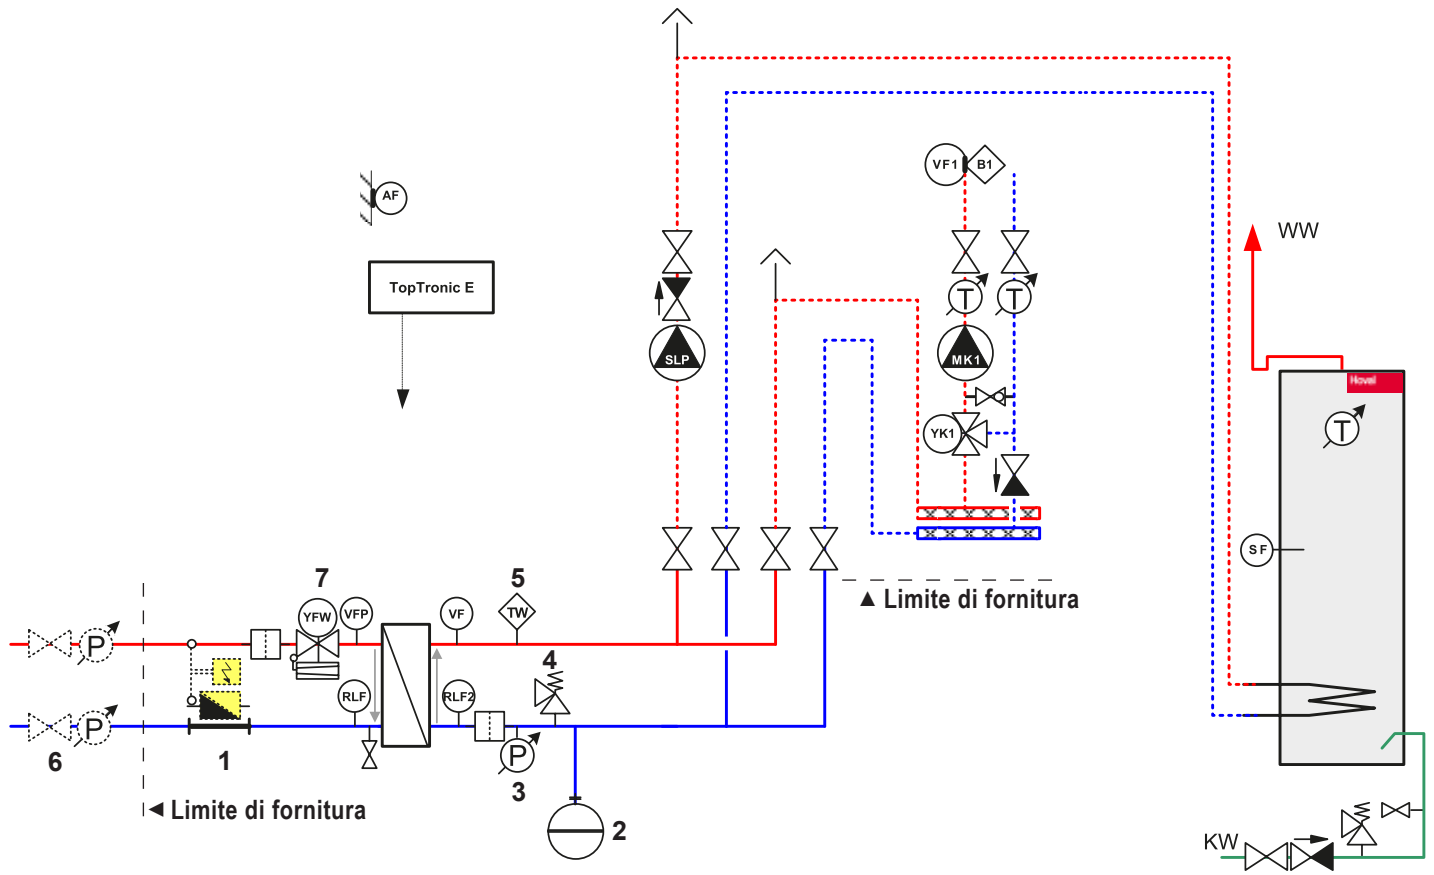 VF1
B1
AF
WW
TopTronic E
T
T
SLP
MK1
Hoval
T
YK1
SF
7
5
YFW
VFP
VF
TW
▲ Limite di fornitura
P
4
RLF
RLF2
P
6
1
P
3
◄ Limite di fornitura
2
KW